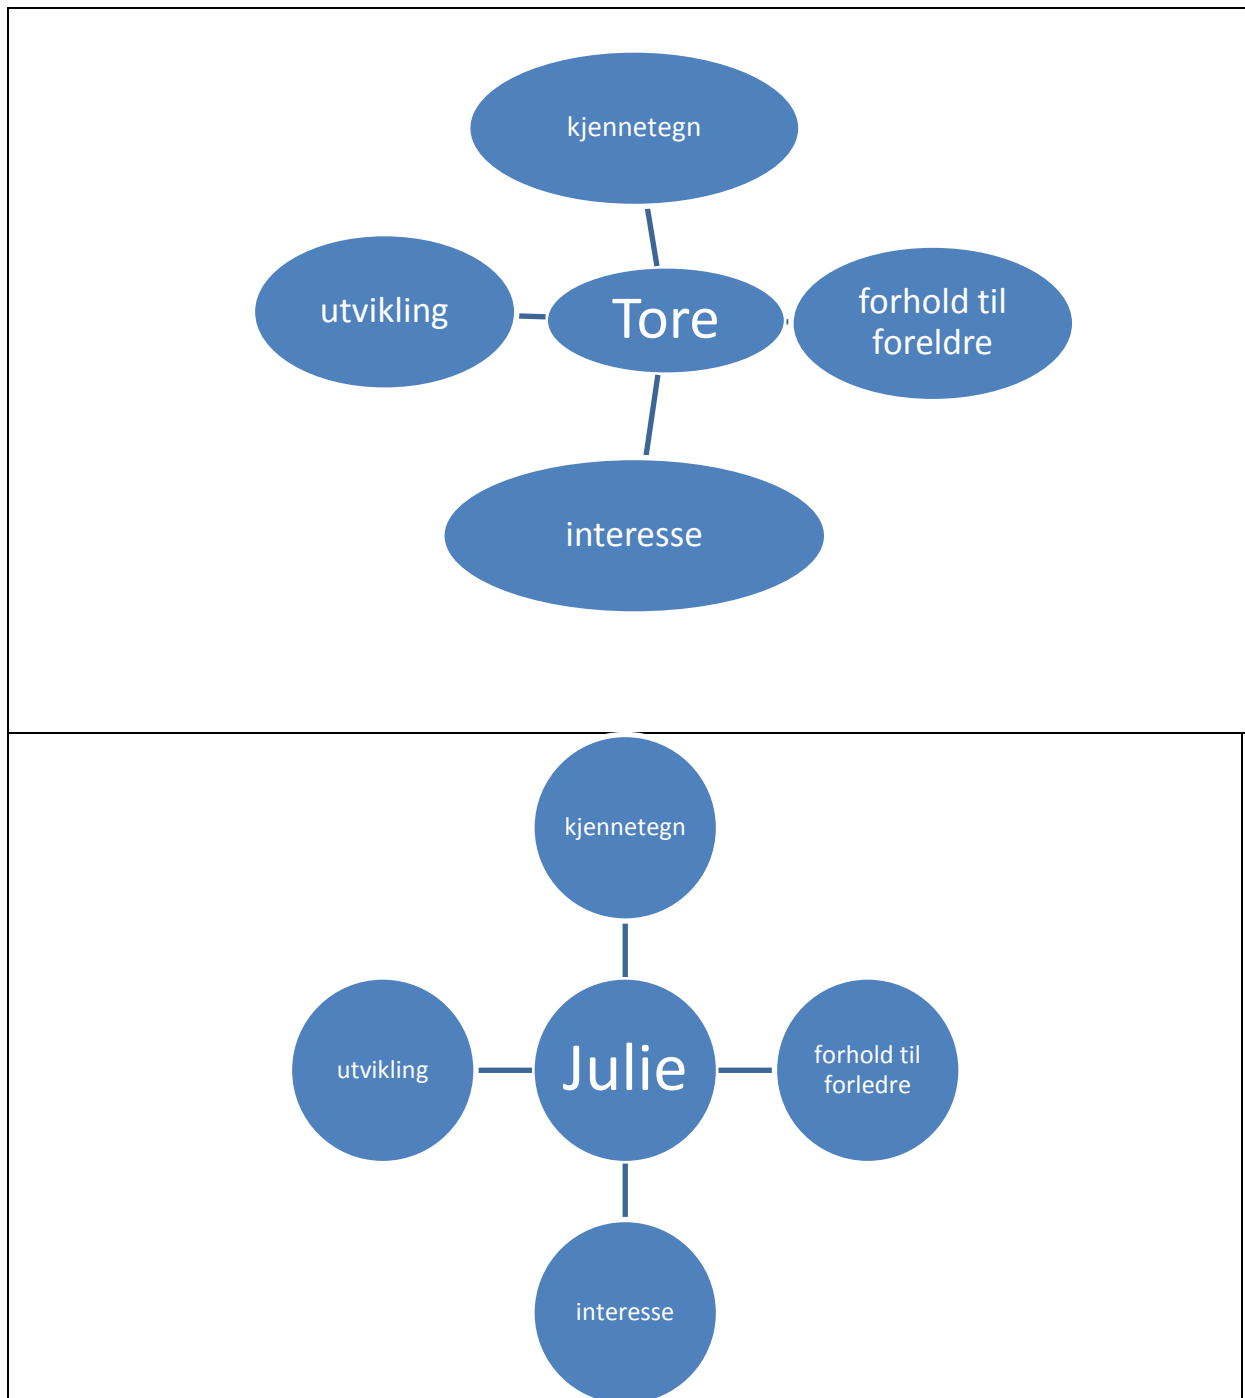 kjennetegn
utvikling
Tore
forhold til
foreldre
interesse
kjennetegn
utvikling
Julie
forhold til
forledre
interesse